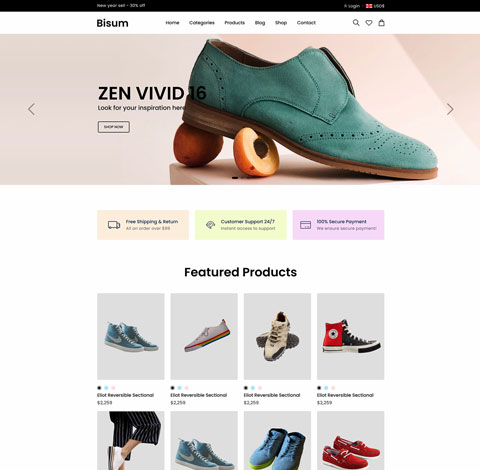 New year sell - 30% off
Login
USD$
Bisum
Home
Categories
Products
Blog
Shop
Contact
ZEN VIVID 16
Look for your inspiration here
SHOP NOW
Free Shipping & Return
All on order over $99
Customer Support 24/7
Instant access to support
100% Secure Payment
We ensure secure payment!
Featured Products
Eliot Reversible Sectional
$2,259
Eliot Reversible Sectional
$2,259
Eliot Reversible Sectional
$2,259
Eliot Reversible Sectional
$2,259